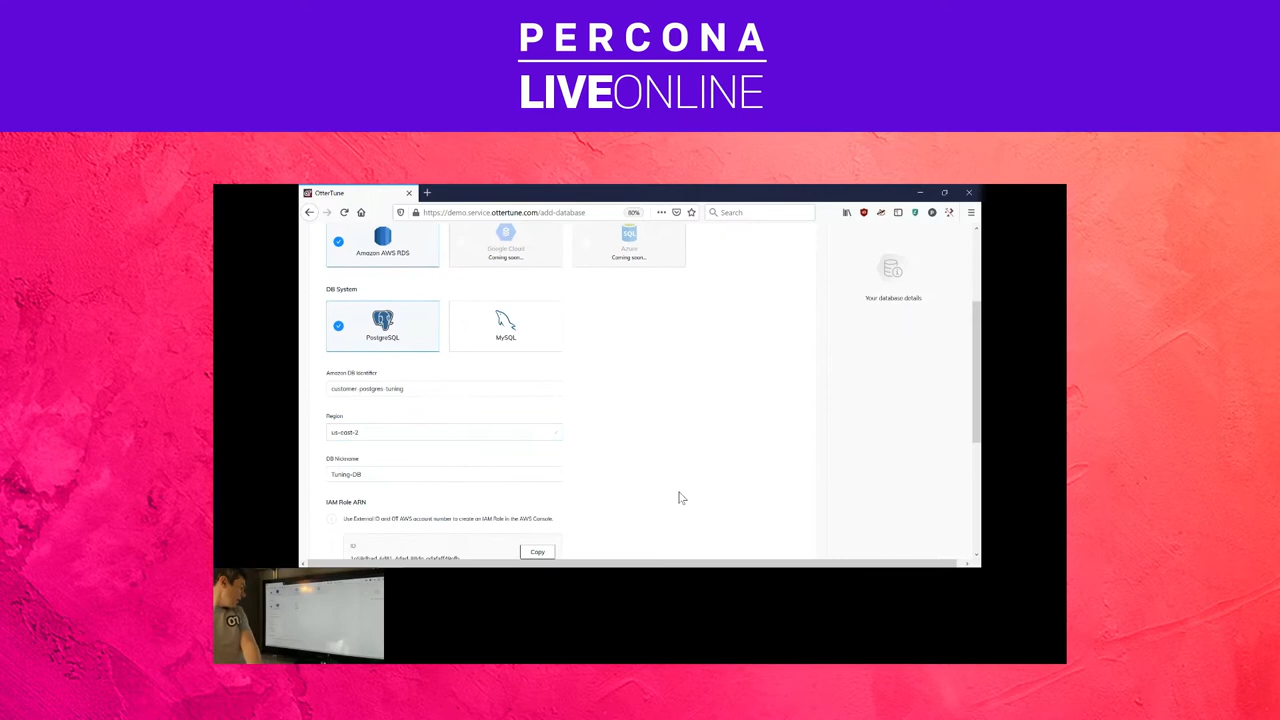 PERCONA
LIVEONLINE
OtterTune
https://demo.service.ottertune.com/add-database
80%
Search
Amazon AWS RDS
Google Cloud
Coming soon...
SQL
Azure
Coming soon...
Your database details
DB System
PostgreSQL
MySQL
Amazon DB Identifier
customer-postgres-tuning
Region
us-east-2
DB Nickname
Tuning-DB
IAM Role ARN
Use External ID and OT AWS account number to create an IAM Role in the AWS Console.
ID
Copy